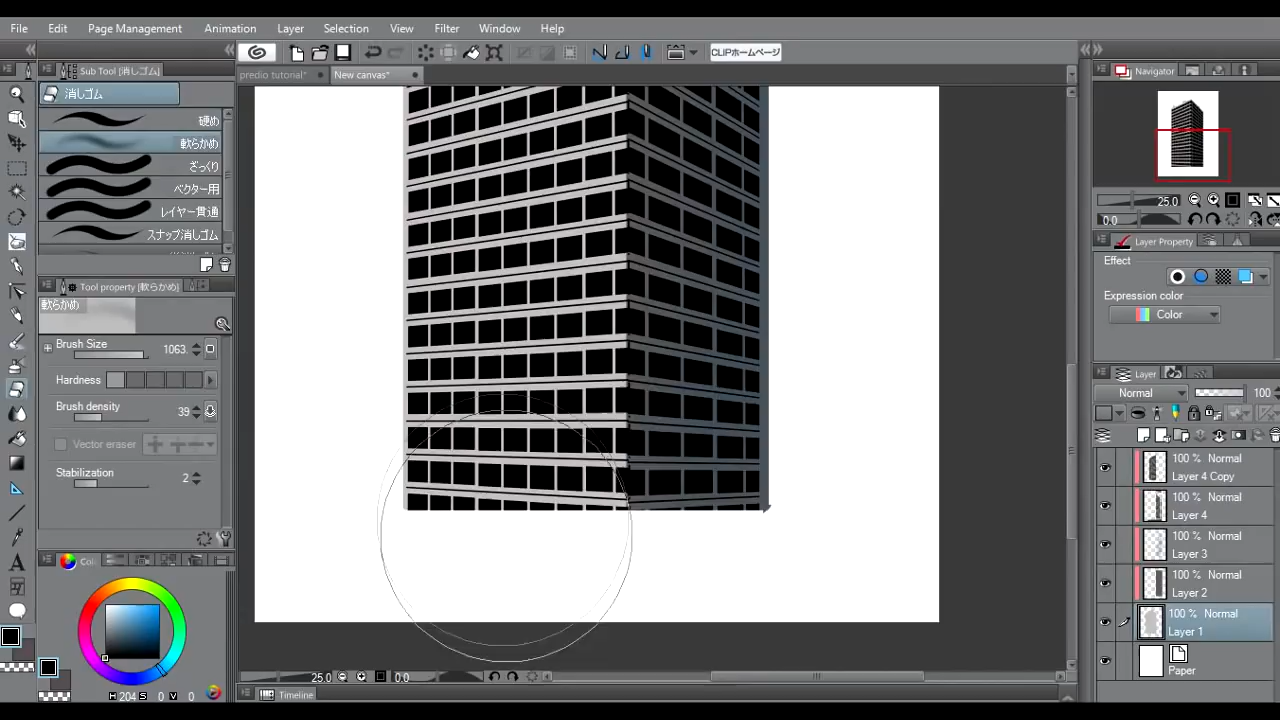 File Edit Page Management Animation Layer Selection View Filter Window Help
CLIPホームページ
Sub Tool [消しゴム]
predio tutorial*
New canvas*
Navigator
消しゴム
硬め
軟らかめ
ざっくり
ベクター用
レイヤー貫通
スナップ消しゴム
25.0
0.0
Layer Property
Effect
Expression color
Color
Tool property [軟らかめ]
軟らかめ
Brush Size 1063.
Hardness
Brush density 39
Vector eraser
Stabilization 2
Layer
Normal 100
100 % Normal
Layer 4 Copy
100 % Normal
Layer 4
100 % Normal
Layer 3
100 % Normal
Layer 2
100 % Normal
Layer 1
Paper
H 204 S 0 V 0
25.0 0.0
Timeline